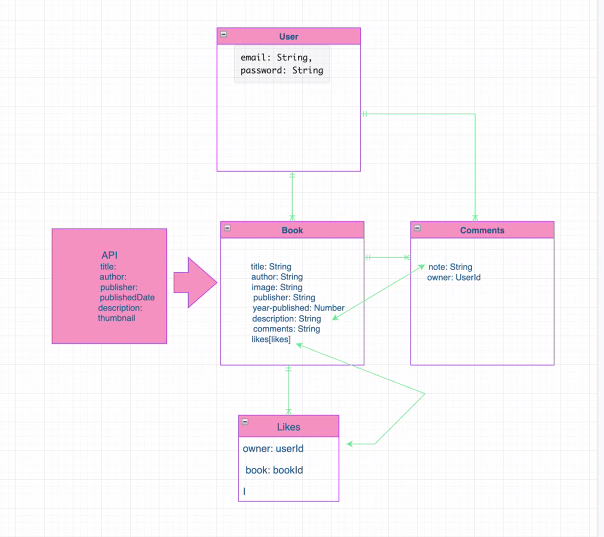 User
email: String,
password: String
API
title:
author:
publisher:
publishedDate
description:
thumbnail
Book
title: String
author: String
image: String
publisher: String
year-published: Number
description: String
comments: String
likes[likes]
Comments
note: String
owner: UserId
Likes
owner: userId
book: bookId
l